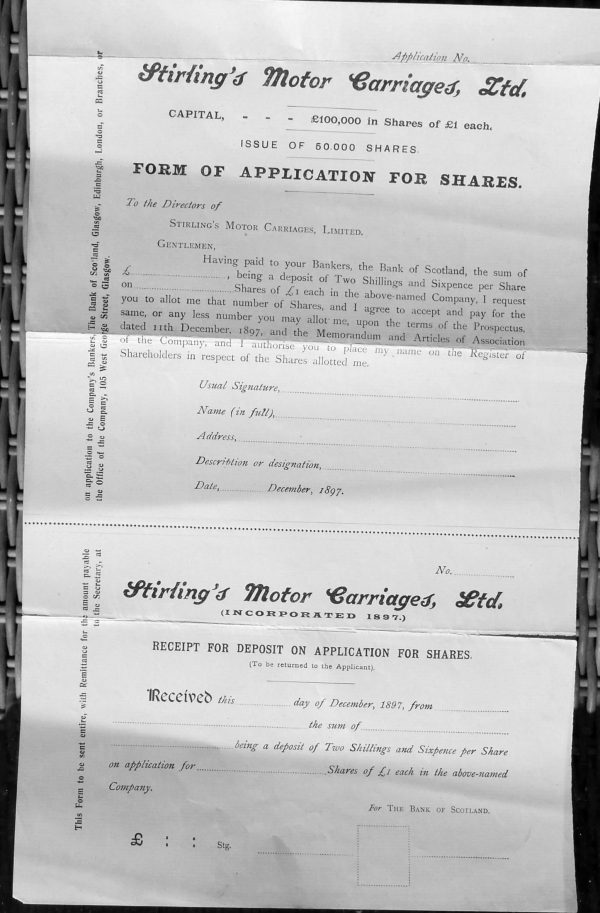 Application No.
Stirling's Motor Carriages, Ltd.
CAPITAL, - - - £100,000 in Shares of £1 each.
ISSUE OF 50.000 SHARES.
FORM OF APPLICATION FOR SHARES.
To the Directors of
STIRLING'S MOTOR CARRIAGES, LIMITED.
GENTLEMEN,
Having paid to your Bankers, the Bank of Scotland, the sum of
£ , being a deposit of Two Shillings and Sixpence per Share
on Shares of £1 each in the above-named Company, I request
you to allot me that number of Shares, and I agree to accept and pay for the
same, or any less number you may allot me, upon the terms of the Prospectus,
dated 11th December, 1897, and the Memorandum and Articles of Association
of the Company; and I authorise you to place my name on the Register of
Shareholders in respect of the Shares allotted me.
Usual Signature,
Name (in full),
Address,
Description or designation,
Date, December, 1897.
No.
Stirling's Motor Carriages, Ltd.
(INCORPORATED 1897.)
RECEIPT FOR DEPOSIT ON APPLICATION FOR SHARES.
(To be returned to the Applicant).
Received this day of December, 1897, from
the sum of
being a deposit of Two Shillings and Sixpence per Share
on application for Shares of £1 each in the above-named
Company.
For THE BANK OF SCOTLAND.
£ : : Stg.
This Form to be sent entire, with Remittance for the amount payable
on application to the Company's Bankers, The Bank of Scotland, Glasgow, Edinburgh, London, or Branches, or
to the Secretary, at
the Office of the Company, 105 West George Street, Glasgow.